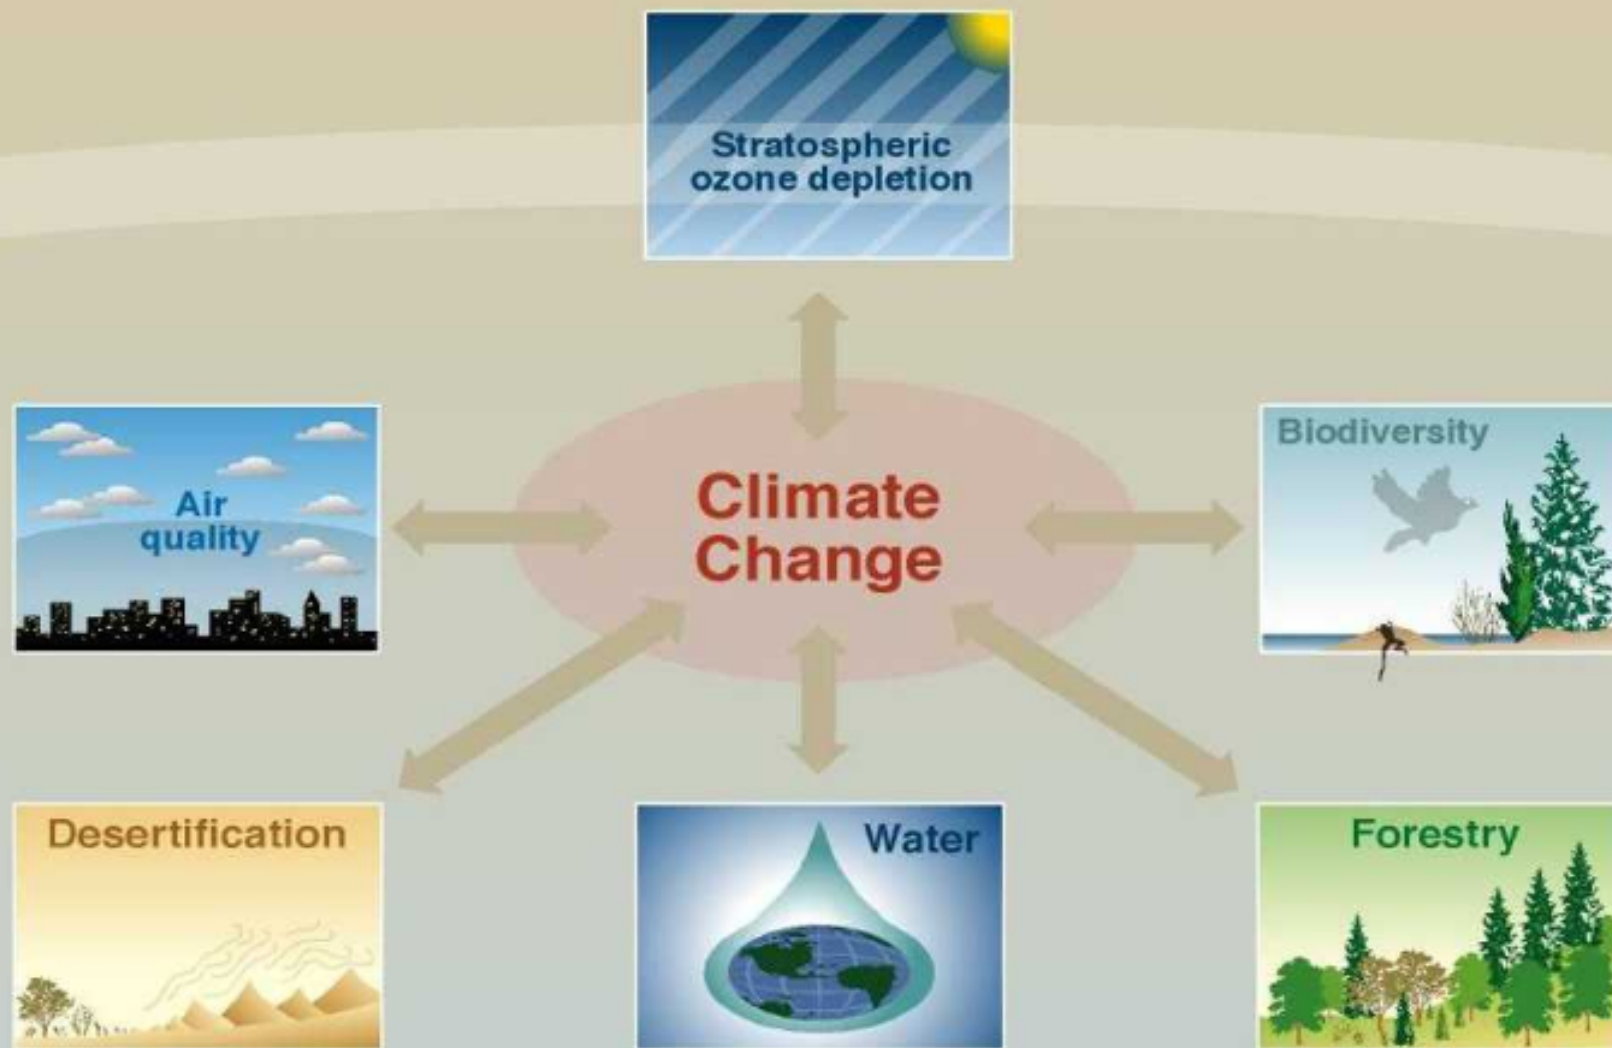 Stratospheric
ozone depletion
Air
quality
Climate
Change
Biodiversity
Desertification
Water
Forestry